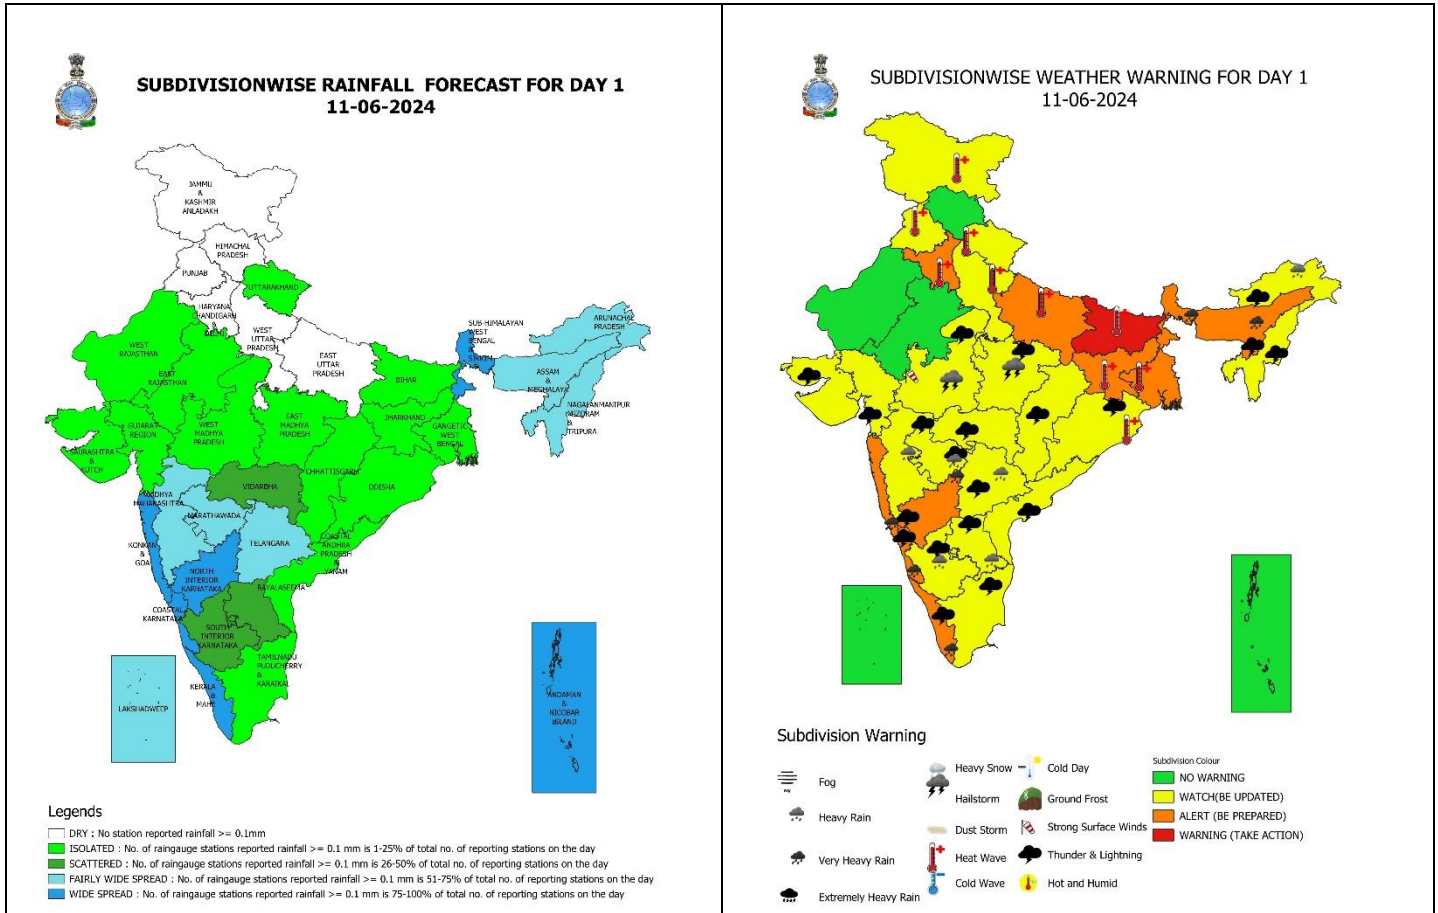 SUBDIVISIONWISE RAINFALL FORECAST FOR DAY 1
11-06-2024
JAMMU
&
KASHMIR
ANLADAKH
HIMACHAL
PRADESH
PUNJAB
UTTARAKHAND
HARYANA
CHANDIGARH
&
DELHI
WEST
UTTAR
PRADESH
EAST
UTTAR
PRADESH
WEST
RAJASTHAN
EAST
RAJASTHAN
SUB-HIMALAYAN
WEST
BENGAL
&
SIKKIM
ARUNACHAL
PRADESH
ASSAM
&
MEGHALAYA
NAGALANMANIPUR
MIZORAM
&
TRIPURA
BIHAR
JHARKHAND
GANGETIC
WEST
BENGAL
GUJARAT
REGION
WEST
MADHYA
PRADESH
EAST
MADHYA
PRADESH
SAURASHTRA
&
KUTCH
CHHATTISGARH
ODISHA
VIDARBHA
MADHYA
MAHARASHTRA
MARATHAWADA
TELANGANA
COASTAL
ANDHRA
PRADESH
&
YANAM
KONKAN
&
GOA
NORTH
INTERIOR
KARNATAKA
RAYALASEEMA
COASTAL
KARNATAKA
SOUTH
INTERIOR
KARNATAKA
TAMILNADU
PUDUCHERRY
&
KARAIKAL
KERALA
&
MAHE
LAKSHADWEEP
ANDAMAN
&
NICOBAR
ISLAND
Legends
DRY : No station reported rainfall >= 0.1mm
ISOLATED : No. of raingauge stations reported rainfall >= 0.1 mm is 1-25% of total no. of reporting stations on the day
SCATTERED : No. of raingauge stations reported rainfall >= 0.1 mm is 26-50% of total no. of reporting stations on the day
FAIRLY WIDE SPREAD : No. of raingauge stations reported rainfall >= 0.1 mm is 51-75% of total no. of reporting stations on the day
WIDE SPREAD : No. of raingauge stations reported rainfall >= 0.1 mm is 75-100% of total no. of reporting stations on the day
SUBDIVISIONWISE WEATHER WARNING FOR DAY 1
11-06-2024
Subdivision Warning
Fog
Heavy Rain
Very Heavy Rain
Extremely Heavy Rain
Heavy Snow
Hailstorm
Dust Storm
Heat Wave
Cold Wave
Cold Day
Ground Frost
Strong Surface Winds
Thunder & Lightning
Hot and Humid
Subdivision Colour
NO WARNING
WATCH(BE UPDATED)
ALERT (BE PREPARED)
WARNING (TAKE ACTION)